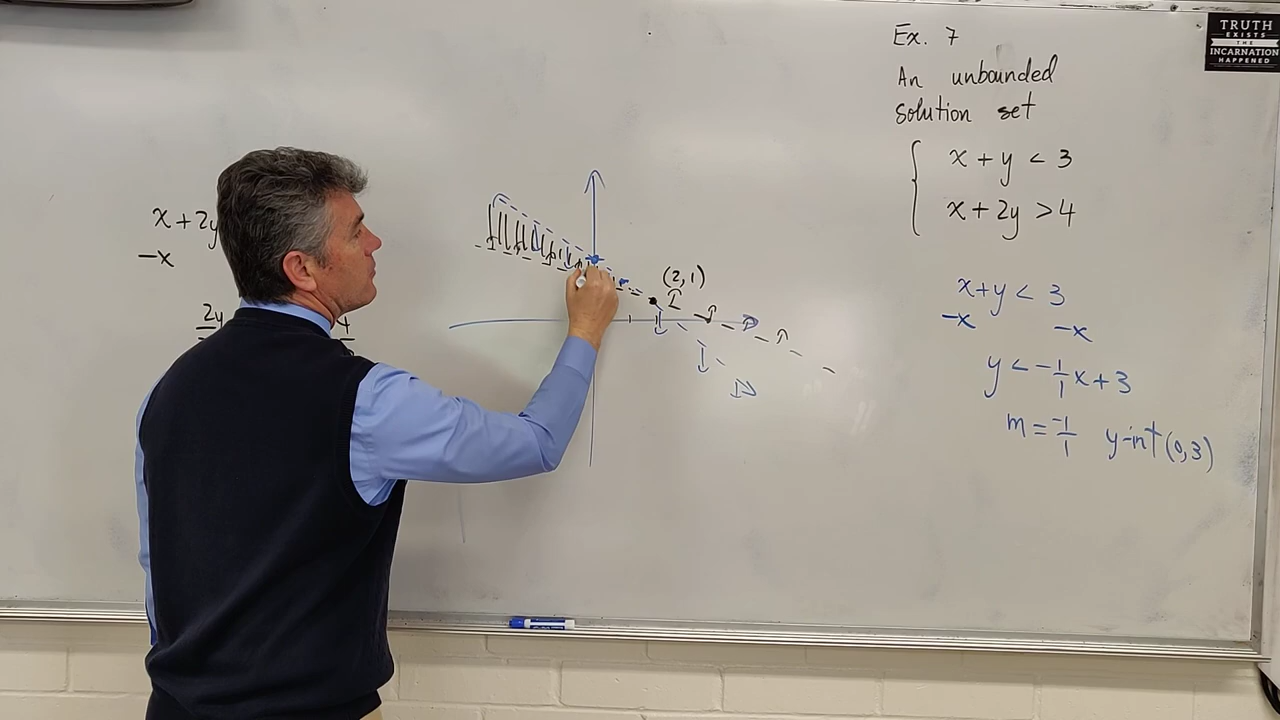 Ex. 7
An unbounded
solution set
x + y < 3
x + 2y > 4
x+y < 3
-x -x
y < -1/1 x + 3
m = -1/1 y-int (0,3)
(2,1)
x + 2y
-x
2y 4
TRUTH
EXISTS
THE
INCARNATION
HAPPENED